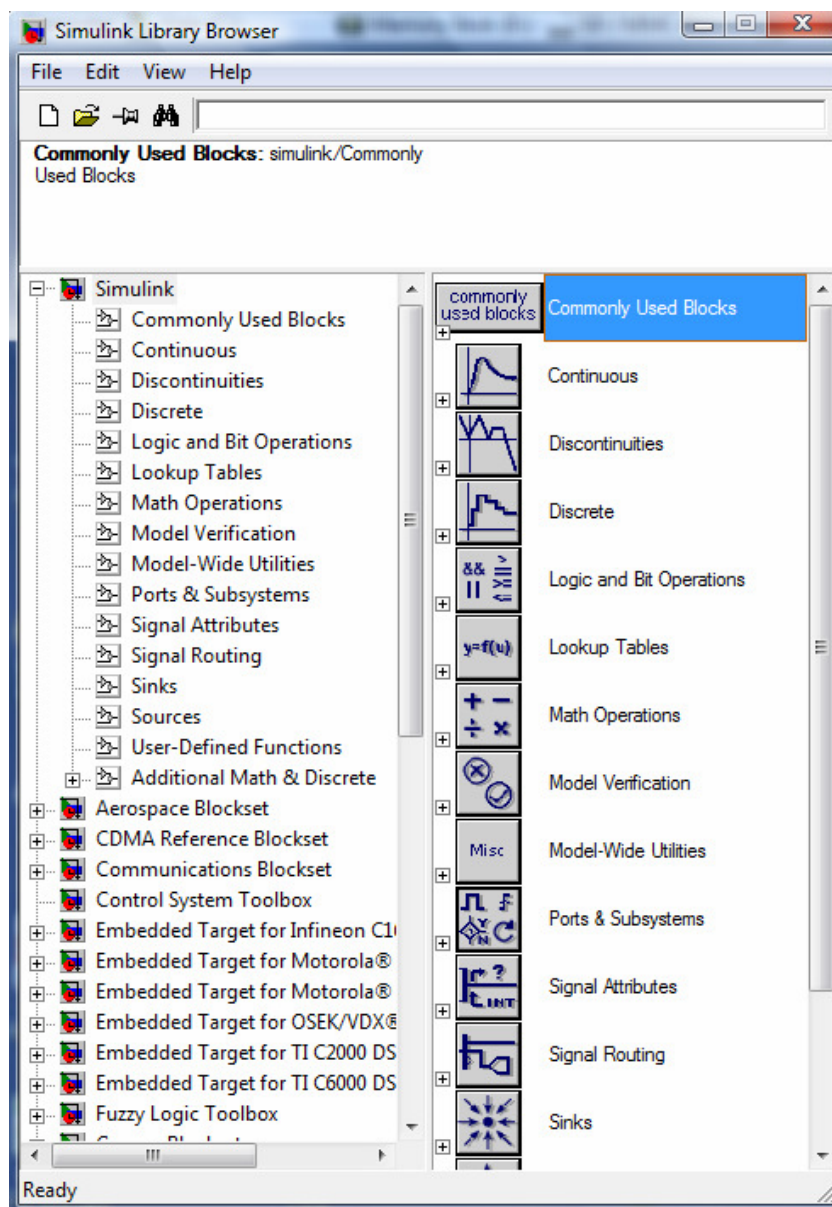 Simulink Library Browser
File Edit View Help
Commonly Used Blocks: simulink/Commonly
Used Blocks
Simulink
Commonly Used Blocks
Continuous
Discontinuities
Discrete
Logic and Bit Operations
Lookup Tables
Math Operations
Model Verification
Model-Wide Utilities
Ports & Subsystems
Signal Attributes
Signal Routing
Sinks
Sources
User-Defined Functions
Additional Math & Discrete
Aerospace Blockset
CDMA Reference Blockset
Communications Blockset
Control System Toolbox
Embedded Target for Infineon C1
Embedded Target for Motorola®
Embedded Target for Motorola®
Embedded Target for OSEK/VDX®
Embedded Target for TI C2000 DS
Embedded Target for TI C6000 DS
Fuzzy Logic Toolbox
commonly
used blocks
Commonly Used Blocks
Continuous
Discontinuities
Discrete
&& || > >= <=
Logic and Bit Operations
y=f(u)
Lookup Tables
+ − ÷ ×
Math Operations
Model Verification
Misc
Model-Wide Utilities
Y N
Ports & Subsystems
? INT
Signal Attributes
Signal Routing
Sinks
Ready